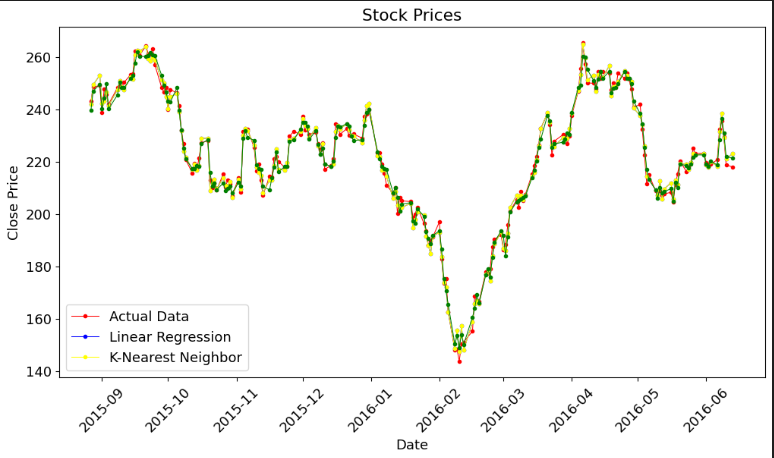 Stock Prices
260
240
220
200
180
160
140
Close Price
Actual Data
Linear Regression
K-Nearest Neighbor
2015-09
2015-10
2015-11
2015-12
2016-01
2016-02
2016-03
2016-04
2016-05
2016-06
Date